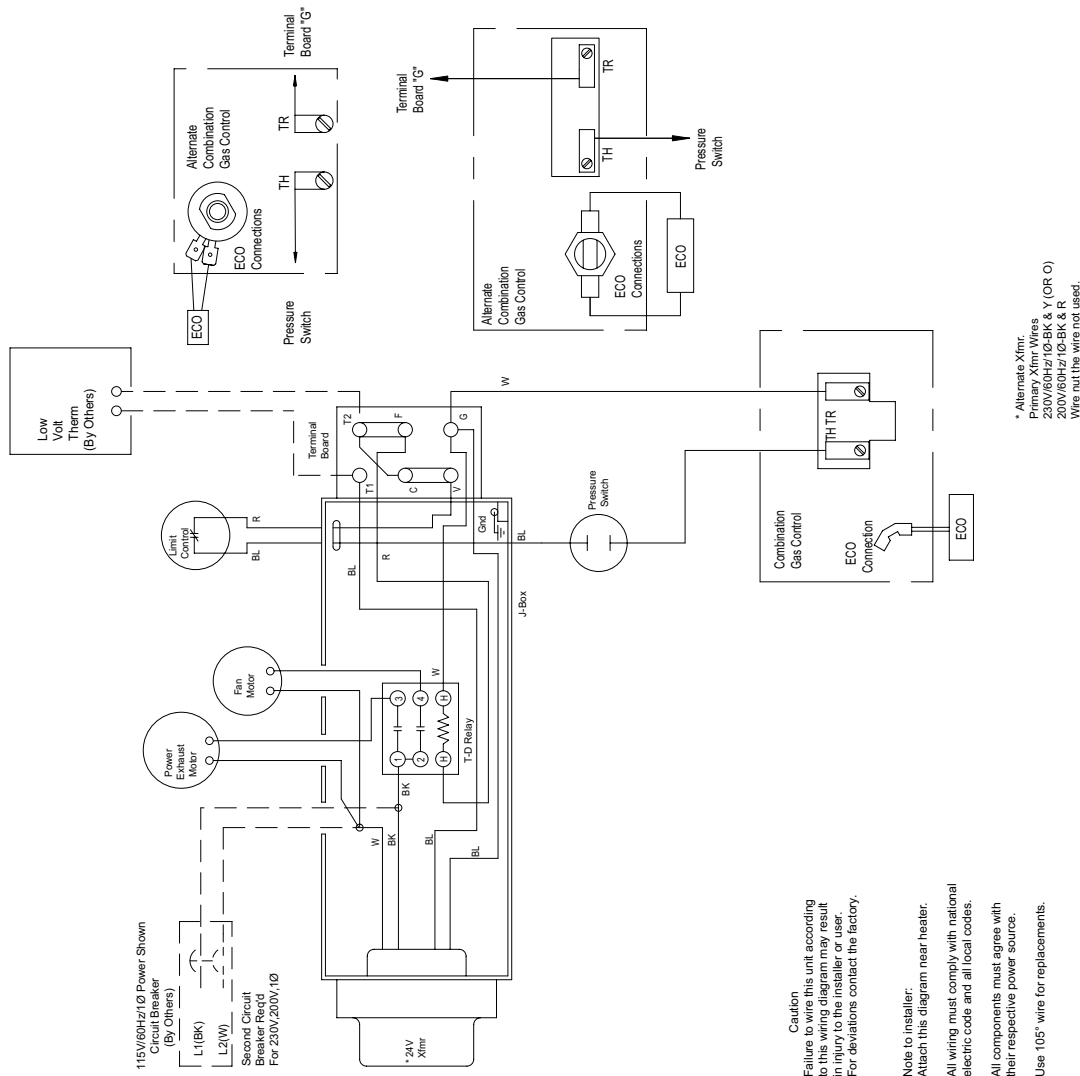 115V/60Hz/1Ø Power Shown
Circuit Breaker
(By Others)
L1(BK)
L2(W)
Second Circuit
Breaker Req'd
For 230V,200V,1Ø
* 24V
Xfmr
Power
Exhaust
Motor
Fan
Motor
Limit
Control
BL
R
Low
Volt
Therm
(By Others)
Terminal
Board
T2
F
G
T1
C
V
W
BK
W
BK
BL
BL
1
2
H
3
4
H
T-D Relay
W
BL
R
Gnd
BL
J-Box
Pressure
Switch
W
ECO
ECO
Connections
Alternate
Combination
Gas Control
TH
TR
Terminal
Board "G"
Pressure
Switch
Alternate
Combination
Gas Control
ECO
Connections
ECO
Terminal
Board "G"
TH
TR
Pressure
Switch
Combination
Gas Control
ECO
Connection
ECO
TH TR
Caution
Failure to wire this unit according
to this wiring diagram may result
in injury to the installer or user.
For deviations contact the factory.
Note to installer:
Attach this diagram near heater.
All wiring must comply with national
electric code and all local codes.
All components must agree with
their respective power source.
Use 105° wire for replacements.
* Alternate Xfmr.
Primary Xfmr Wires
230V/60Hz/1Ø-BK & Y (OR O)
200V/60Hz/1Ø-BK & R
Wire nut the wire not used.